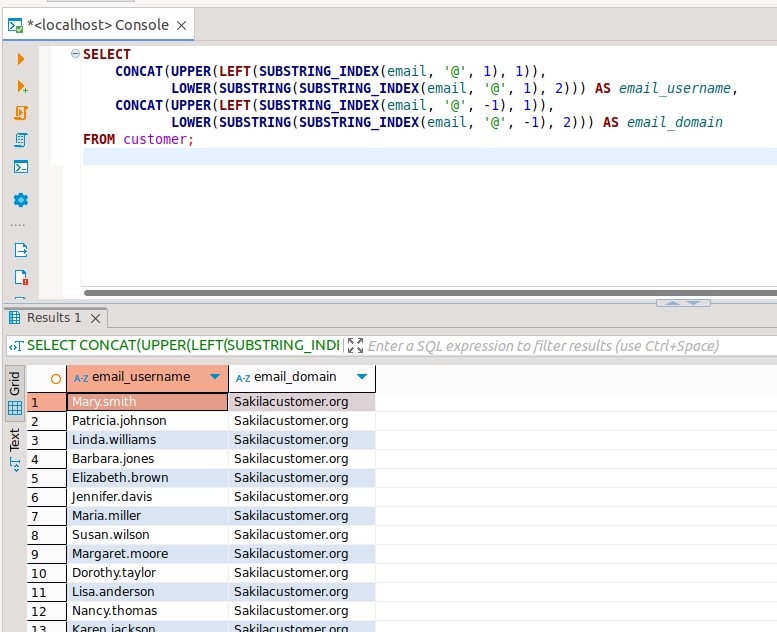 *<localhost> Console
SELECT
CONCAT(UPPER(LEFT(SUBSTRING_INDEX(email, '@', 1), 1)),
LOWER(SUBSTRING(SUBSTRING_INDEX(email, '@', 1), 2))) AS email_username,
CONCAT(UPPER(LEFT(SUBSTRING_INDEX(email, '@', -1), 1)),
LOWER(SUBSTRING(SUBSTRING_INDEX(email, '@', -1), 2))) AS email_domain
FROM customer;
Results 1
SELECT CONCAT(UPPER(LEFT(SUBSTRING_INDI Enter a SQL expression to filter results (use Ctrl+Space)
Grid
Text
A-Z email_username A-Z email_domain
1 Mary.smith Sakilacustomer.org
2 Patricia.johnson Sakilacustomer.org
3 Linda.williams Sakilacustomer.org
4 Barbara.jones Sakilacustomer.org
5 Elizabeth.brown Sakilacustomer.org
6 Jennifer.davis Sakilacustomer.org
7 Maria.miller Sakilacustomer.org
8 Susan.wilson Sakilacustomer.org
9 Margaret.moore Sakilacustomer.org
10 Dorothy.taylor Sakilacustomer.org
11 Lisa.anderson Sakilacustomer.org
12 Nancy.thomas Sakilacustomer.org
13 Karen.jackson Sakilacustomer.org